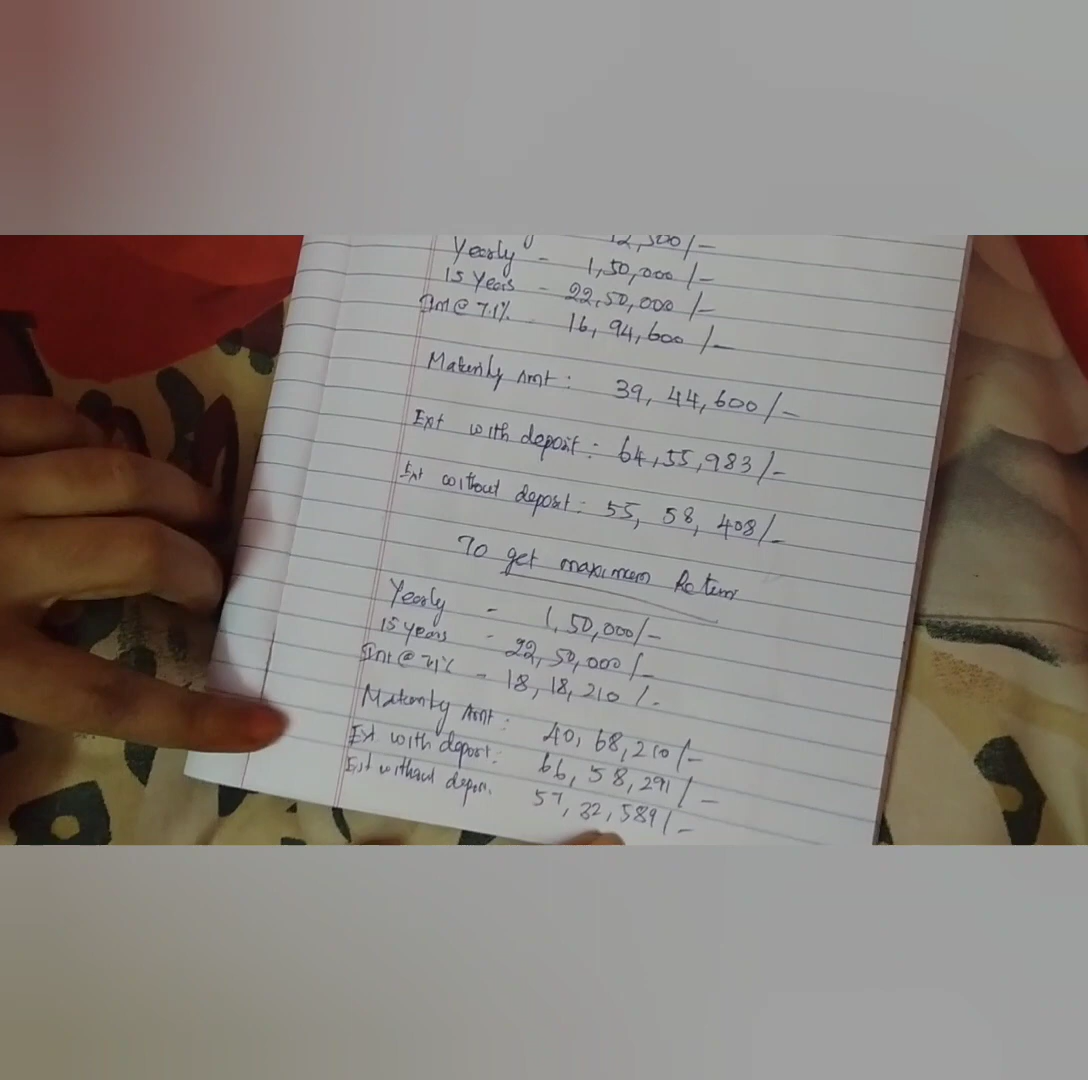 12,500/-
Yearly - 1,50,000/-
15 Years - 22,50,000/-
Int @ 7.1% - 16,94,600/-
Maturity Amt: 39,44,600/-
Ext with deposit: 64,55,983/-
Ext without deposit: 55,58,408/-
To get maximum Return
Yearly - 1,50,000/-
15 years - 22,50,000/-
Int @ 7.1% - 18,18,210/-
Maturity Amt: 40,68,210/-
Ext with deposit: 66,58,291/-
Ext without depos. 57,32,589/-